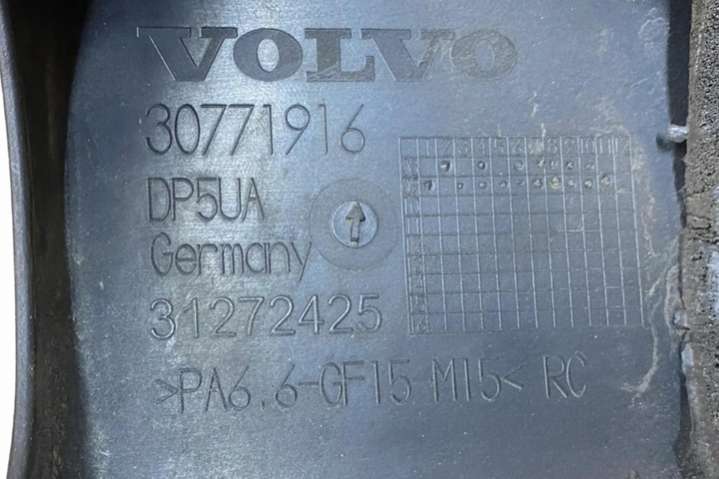 VOLVO
30771916
DP5UA
Germany
31272425
>PA6.6-GF15 M15< RC